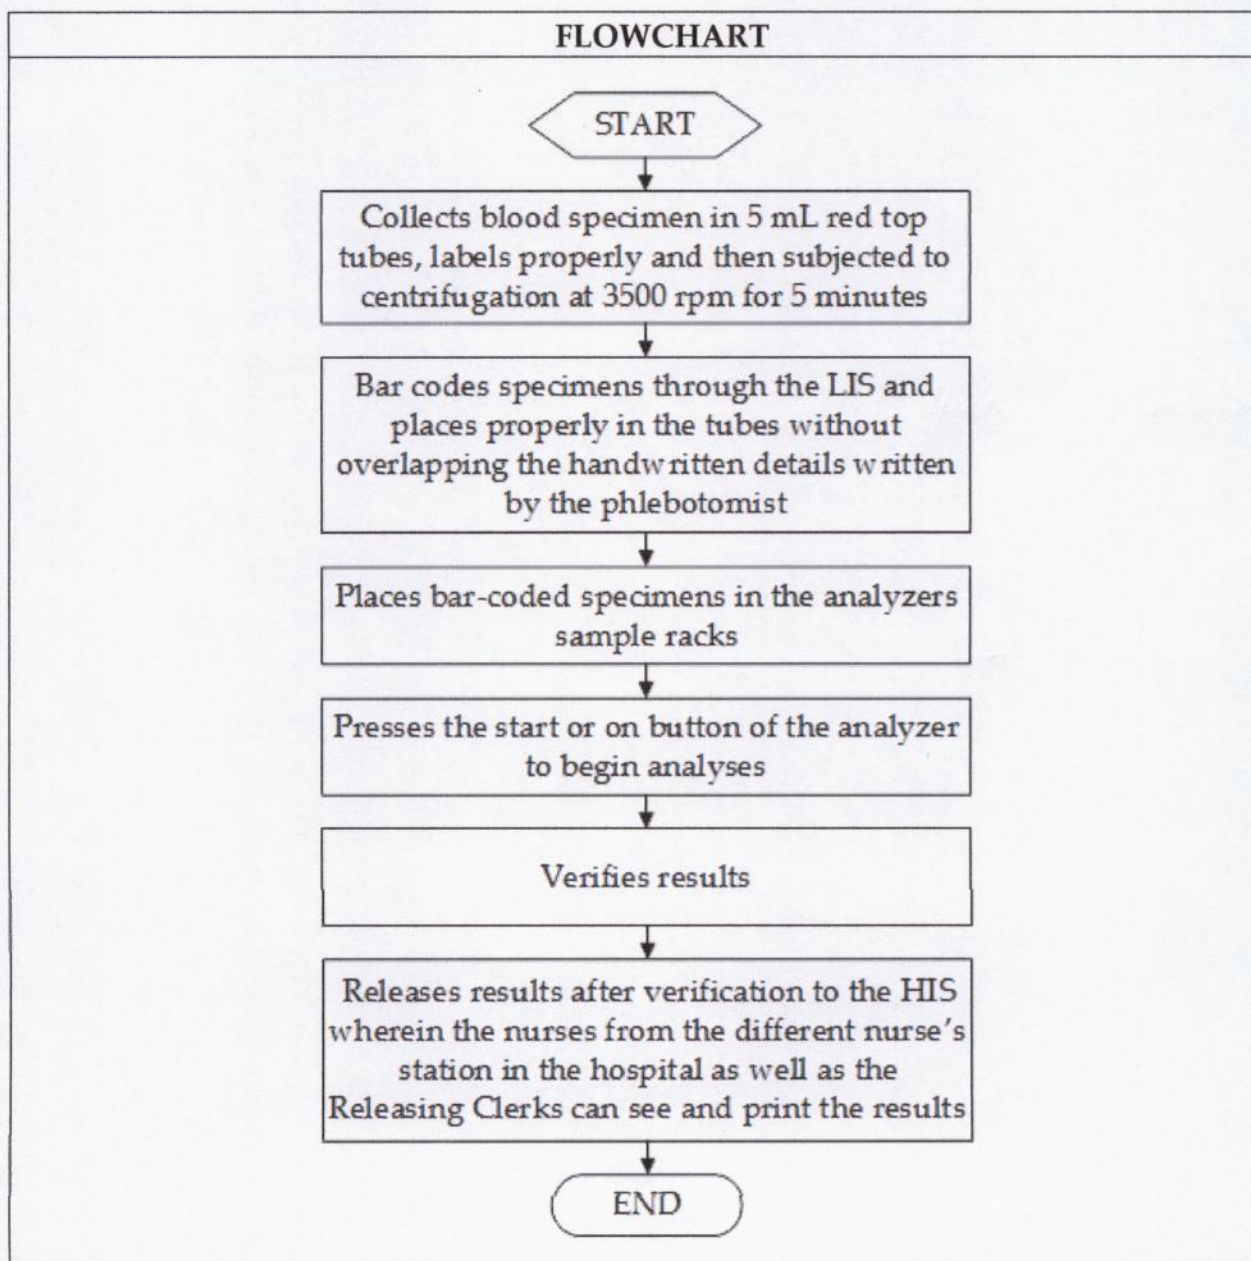 FLOWCHART
START
Collects blood specimen in 5 mL red top
tubes, labels properly and then subjected to
centrifugation at 3500 rpm for 5 minutes
Bar codes specimens through the LIS and
places properly in the tubes without
overlapping the handwritten details written
by the phlebotomist
Places bar-coded specimens in the analyzers
sample racks
Presses the start or on button of the analyzer
to begin analyses
Verifies results
Releases results after verification to the HIS
wherein the nurses from the different nurse's
station in the hospital as well as the
Releasing Clerks can see and print the results
END